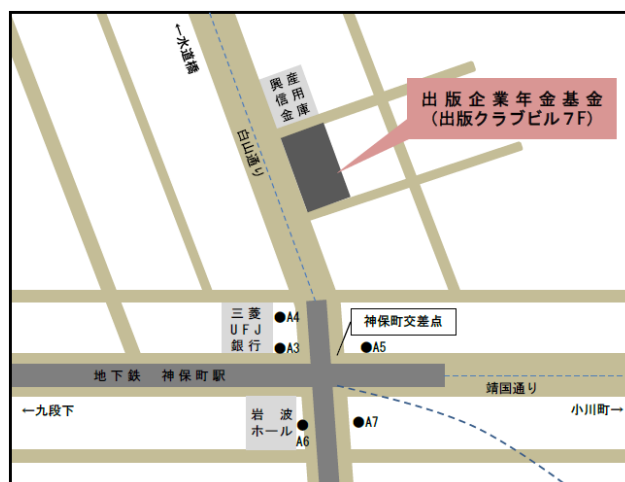 ←水道橋
興産
信用
金庫
出版企業年金基金
(出版クラブビル7F)
白山通り
三菱
UFJ
銀行
●A4
●A3
神保町交差点
●A5
地下鉄 神保町駅
靖国通り
←九段下
小川町→
岩波
ホール
●
A6
●A7